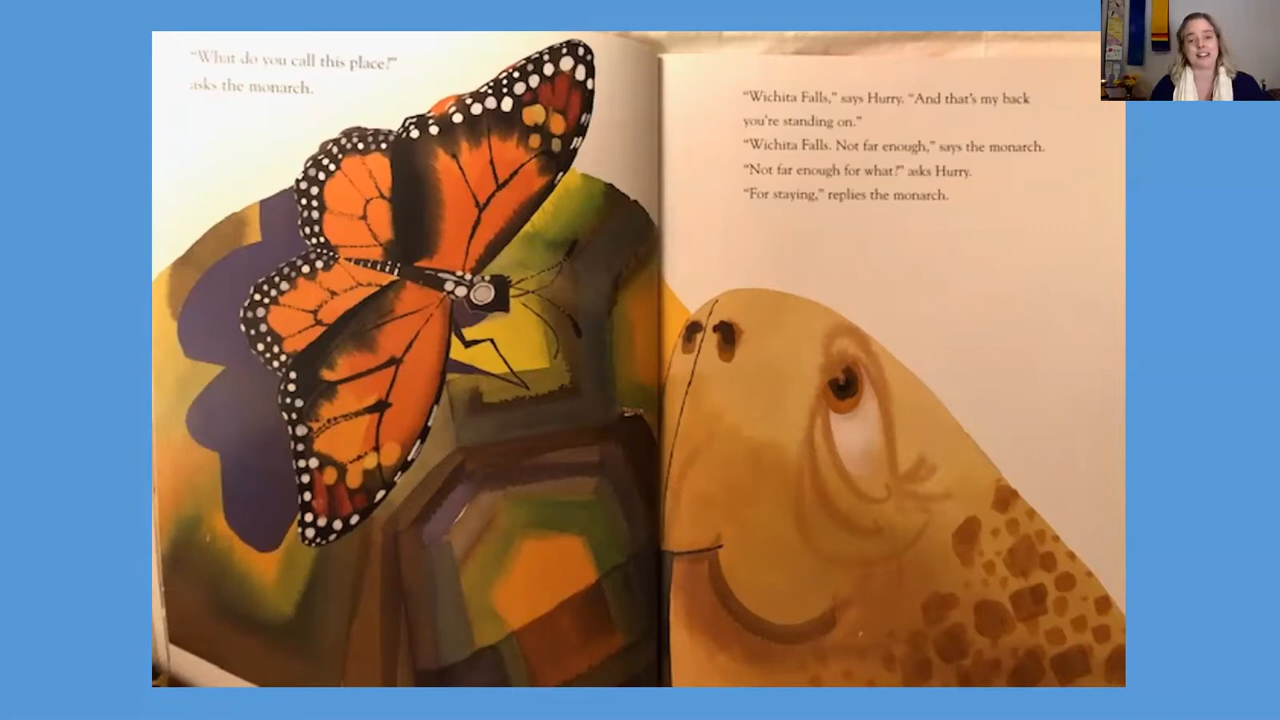 “What do you call this place?”
asks the monarch.
“Wichita Falls,” says Hurry. “And that’s my back
you’re standing on.”
“Wichita Falls. Not far enough,” says the monarch.
“Not far enough for what?” asks Hurry.
“For staying,” replies the monarch.